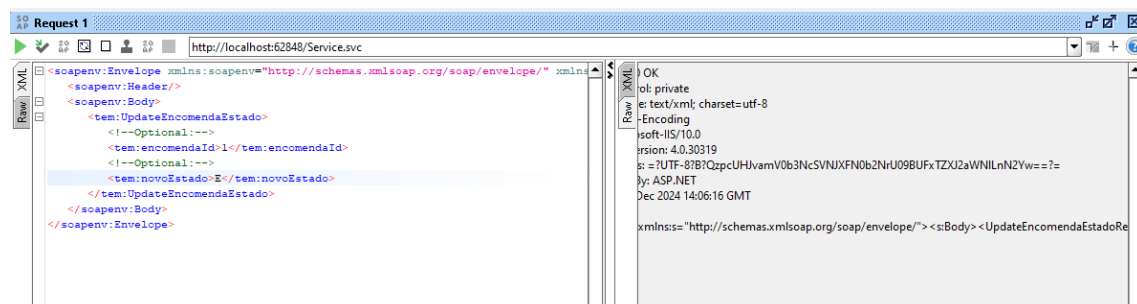 SO AP Request 1
http://localhost:62848/Service.svc
XML
Raw
<soapenv:Envelope xmlns:soapenv="http://schemas.xmlsoap.org/soap/envelope/" xmlns
<soapenv:Header/>
<soapenv:Body>
<tem:UpdateEncomendaEstado>
<!--Optional:-->
<tem:encomendaId>1</tem:encomendaId>
<!--Optional:-->
<tem:novoEstado>E</tem:novoEstado>
</tem:UpdateEncomendaEstado>
</soapenv:Body>
</soapenv:Envelope>
XML
Raw
OK
rol: private
e: text/xml; charset=utf-8
-Encoding
osoft-IIS/10.0
ersion: 4.0.30319
s: =?UTF-8?B?QzpcUHJvamV0b3NcSVNJXFN0b2NrU09BUFxTZXJ2aWNlLnN2Yw==?=
By: ASP.NET
Dec 2024 14:06:16 GMT
xmlns:s="http://schemas.xmlsoap.org/soap/envelope/"><s:Body><UpdateEncomendaEstadoRe